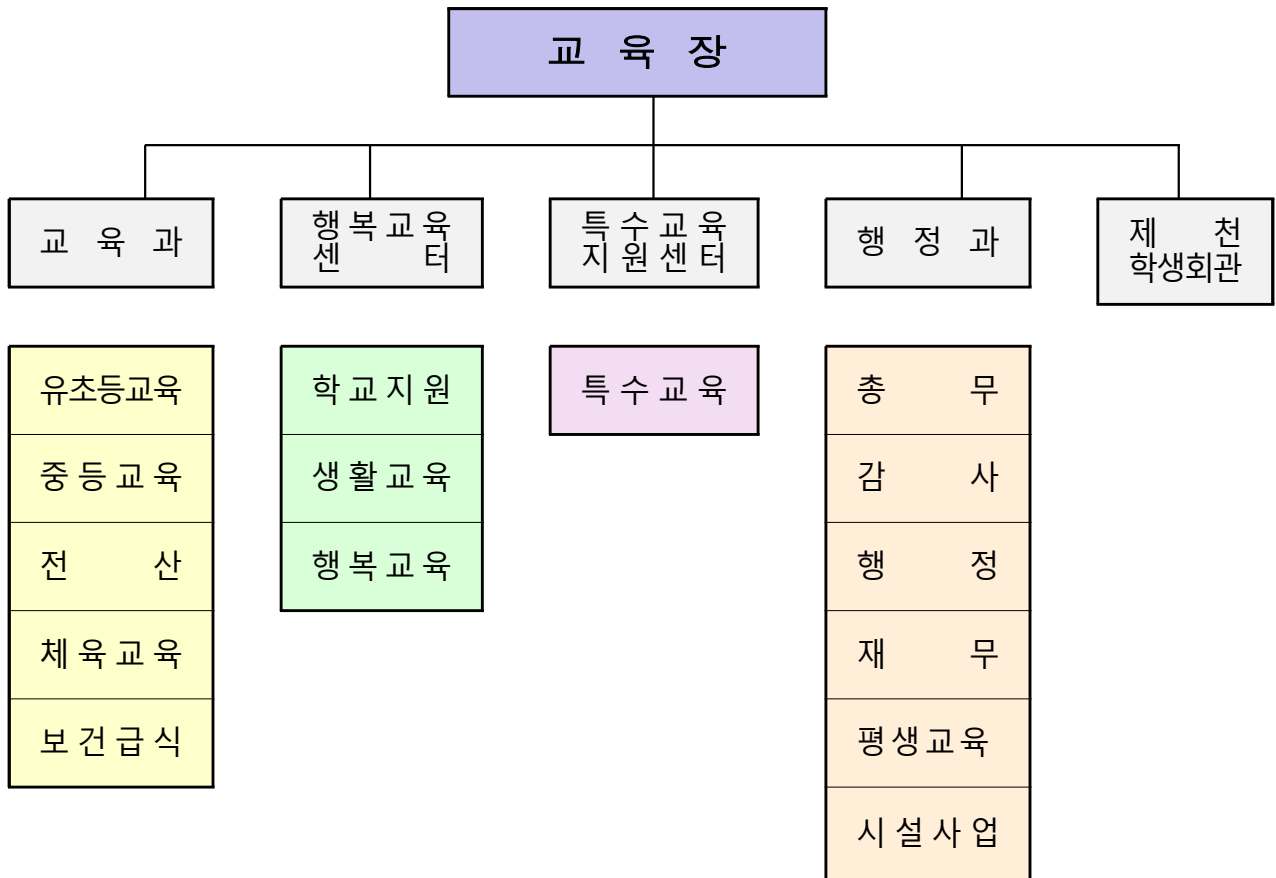 교 육 장
교 육 과
행복교육
센 터
특수교육
지원센터
행 정 과
제 천
학생회관
유초등교육
중등교육
전 산
체육교육
보건급식
학교지원
생활교육
행복교육
특수교육
총 무
감 사
행 정
재 무
평생교육
시설사업